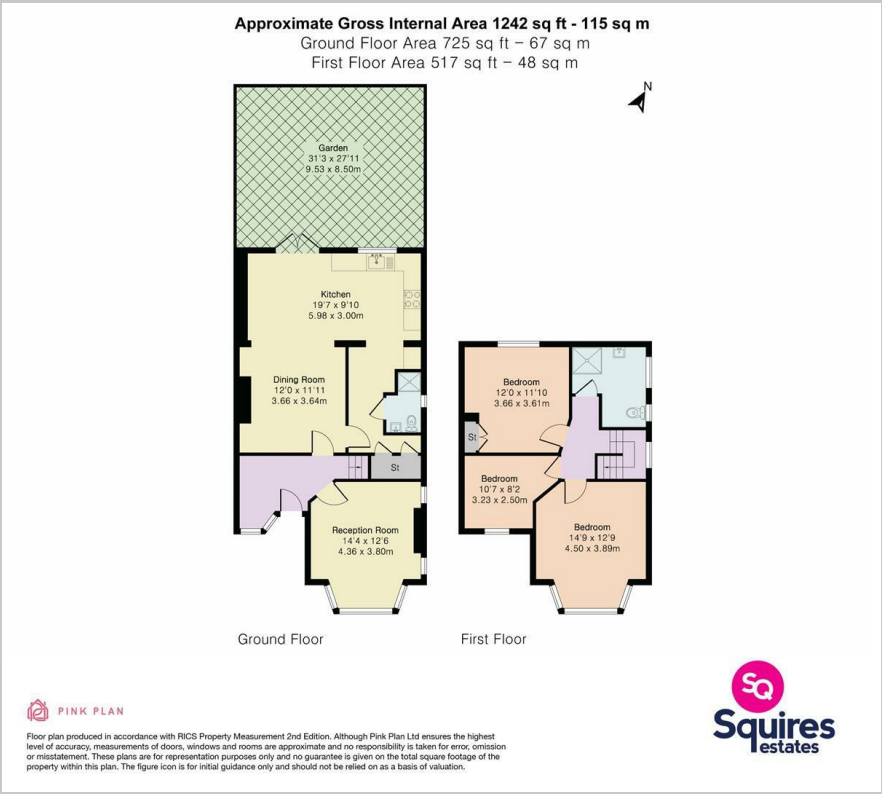 Approximate Gross Internal Area 1242 sq ft - 115 sq m
Ground Floor Area 725 sq ft – 67 sq m
First Floor Area 517 sq ft – 48 sq m
N
Garden
31'3 x 27'11
9.53 x 8.50m
Kitchen
19'7 x 9'10
5.98 x 3.00m
Dining Room
12'0 x 11'11
3.66 x 3.64m
St
Reception Room
14'4 x 12'6
4.36 x 3.80m
Ground Floor
Bedroom
12'0 x 11'10
3.66 x 3.61m
St
Bedroom
10'7 x 8'2
3.23 x 2.50m
Bedroom
14'9 x 12'9
4.50 x 3.89m
First Floor
PINK PLAN
Floor plan produced in accordance with RICS Property Measurement 2nd Edition. Although Pink Plan Ltd ensures the highest
level of accuracy, measurements of doors, windows and rooms are approximate and no responsibility is taken for error, omission
or misstatement. These plans are for representation purposes only and no guarantee is given on the total square footage of the
property within this plan. The figure icon is for initial guidance only and should not be relied on as a basis of valuation.
SQ
Squires
estates